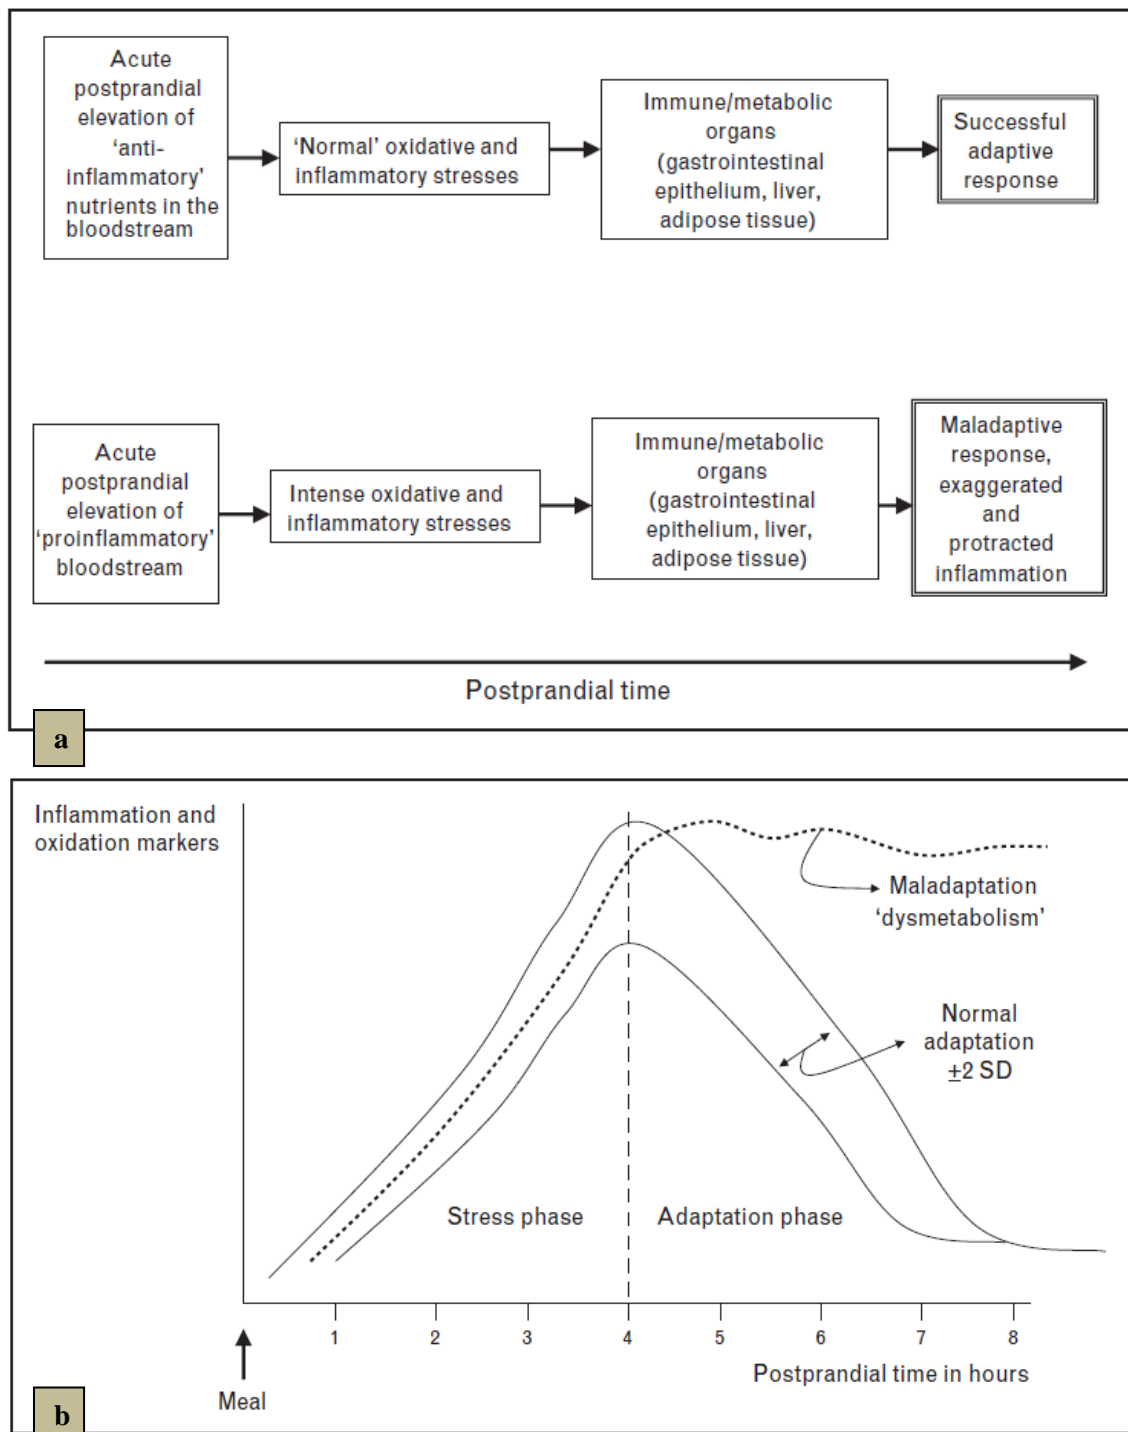 Acute
postprandial
elevation of
‘anti-
inflammatory’
nutrients in the
bloodstream
‘Normal’ oxidative and
inflammatory stresses
Immune/metabolic
organs
(gastrointestinal
epithelium, liver,
adipose tissue)
Successful
adaptive
response
Acute
postprandial
elevation of
‘proinflammatory’
bloodstream
Intense oxidative and
inflammatory stresses
Immune/metabolic
organs
(gastrointestinal
epithelium, liver,
adipose tissue)
Maladaptive
response,
exaggerated
and
protracted
inflammation
Postprandial time
a
Inflammation and
oxidation markers
Maladaptation
‘dysmetabolism’
Normal
adaptation
±2 SD
Stress phase
Adaptation phase
1 2 3 4 5 6 7 8
Postprandial time in hours
Meal
b